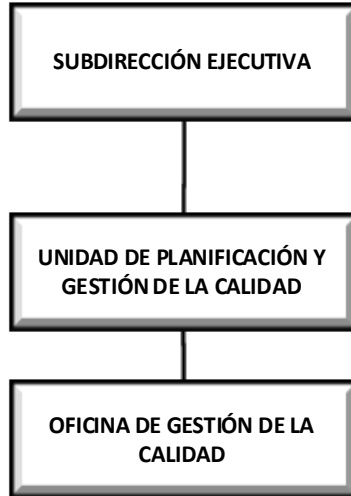 SUBDIRECCIÓN EJECUTIVA
UNIDAD DE PLANIFICACIÓN Y
GESTIÓN DE LA CALIDAD
OFICINA DE GESTIÓN DE LA
CALIDAD